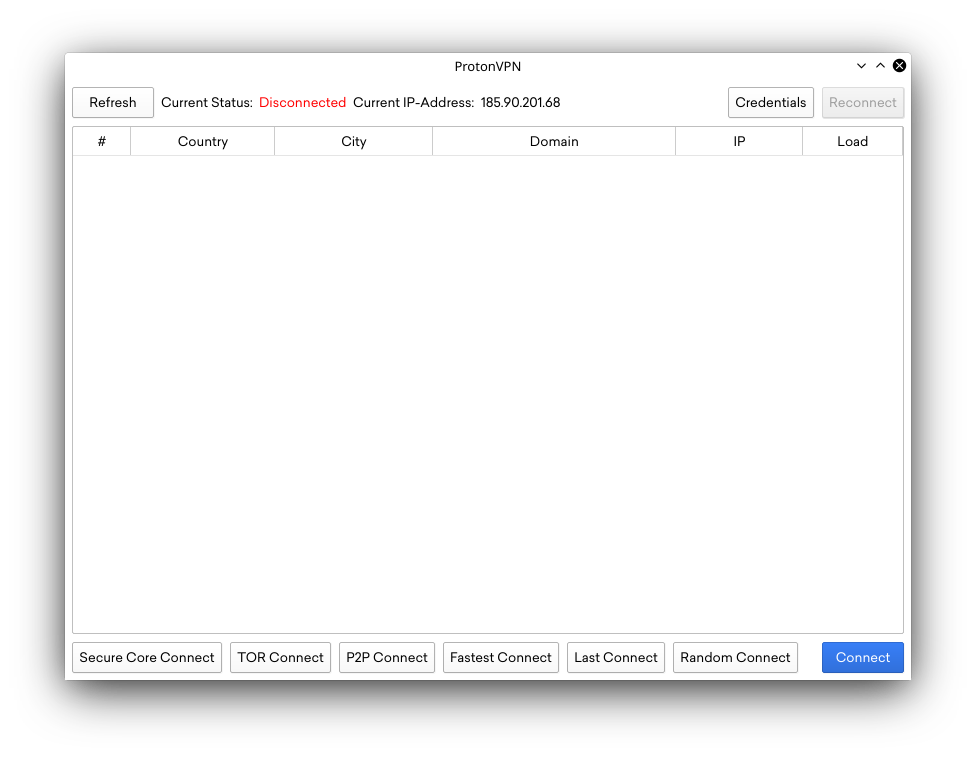 ProtonVPN
Refresh Current Status: Disconnected Current IP-Address: 185.90.201.68 Credentials Reconnect
# Country City Domain IP Load
Secure Core Connect TOR Connect P2P Connect Fastest Connect Last Connect Random Connect Connect